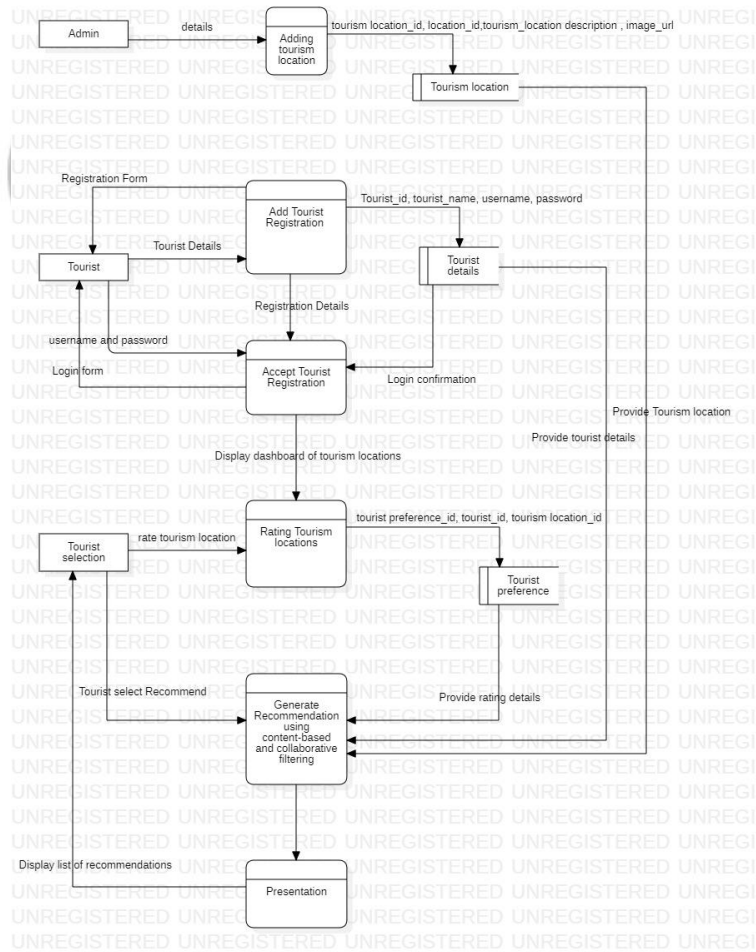 details
tourism location_id, location_id,tourism_location description , image_url
Admin
Adding
tourism
location
Tourism location
Registration Form
Tourist_id, tourist_name, username, password
Add Tourist
Registration
Tourist Details
Tourist
Tourist
details
Registration Details
username and password
Login form
Accept Tourist
Registration
Login confirmation
Provide Tourism location
Provide tourist details
Display dashboard of tourism locations
tourist preference_id, tourist_id, tourism location_id
Rating Tourism
locations
rate tourism location
Tourist
selection
Tourist
preference
Tourist select Recommend
Provide rating details
Generate
Recommendation
using
content-based
and collaborative
filtering
Display list of recommendations
Presentation
UNREGISTERED